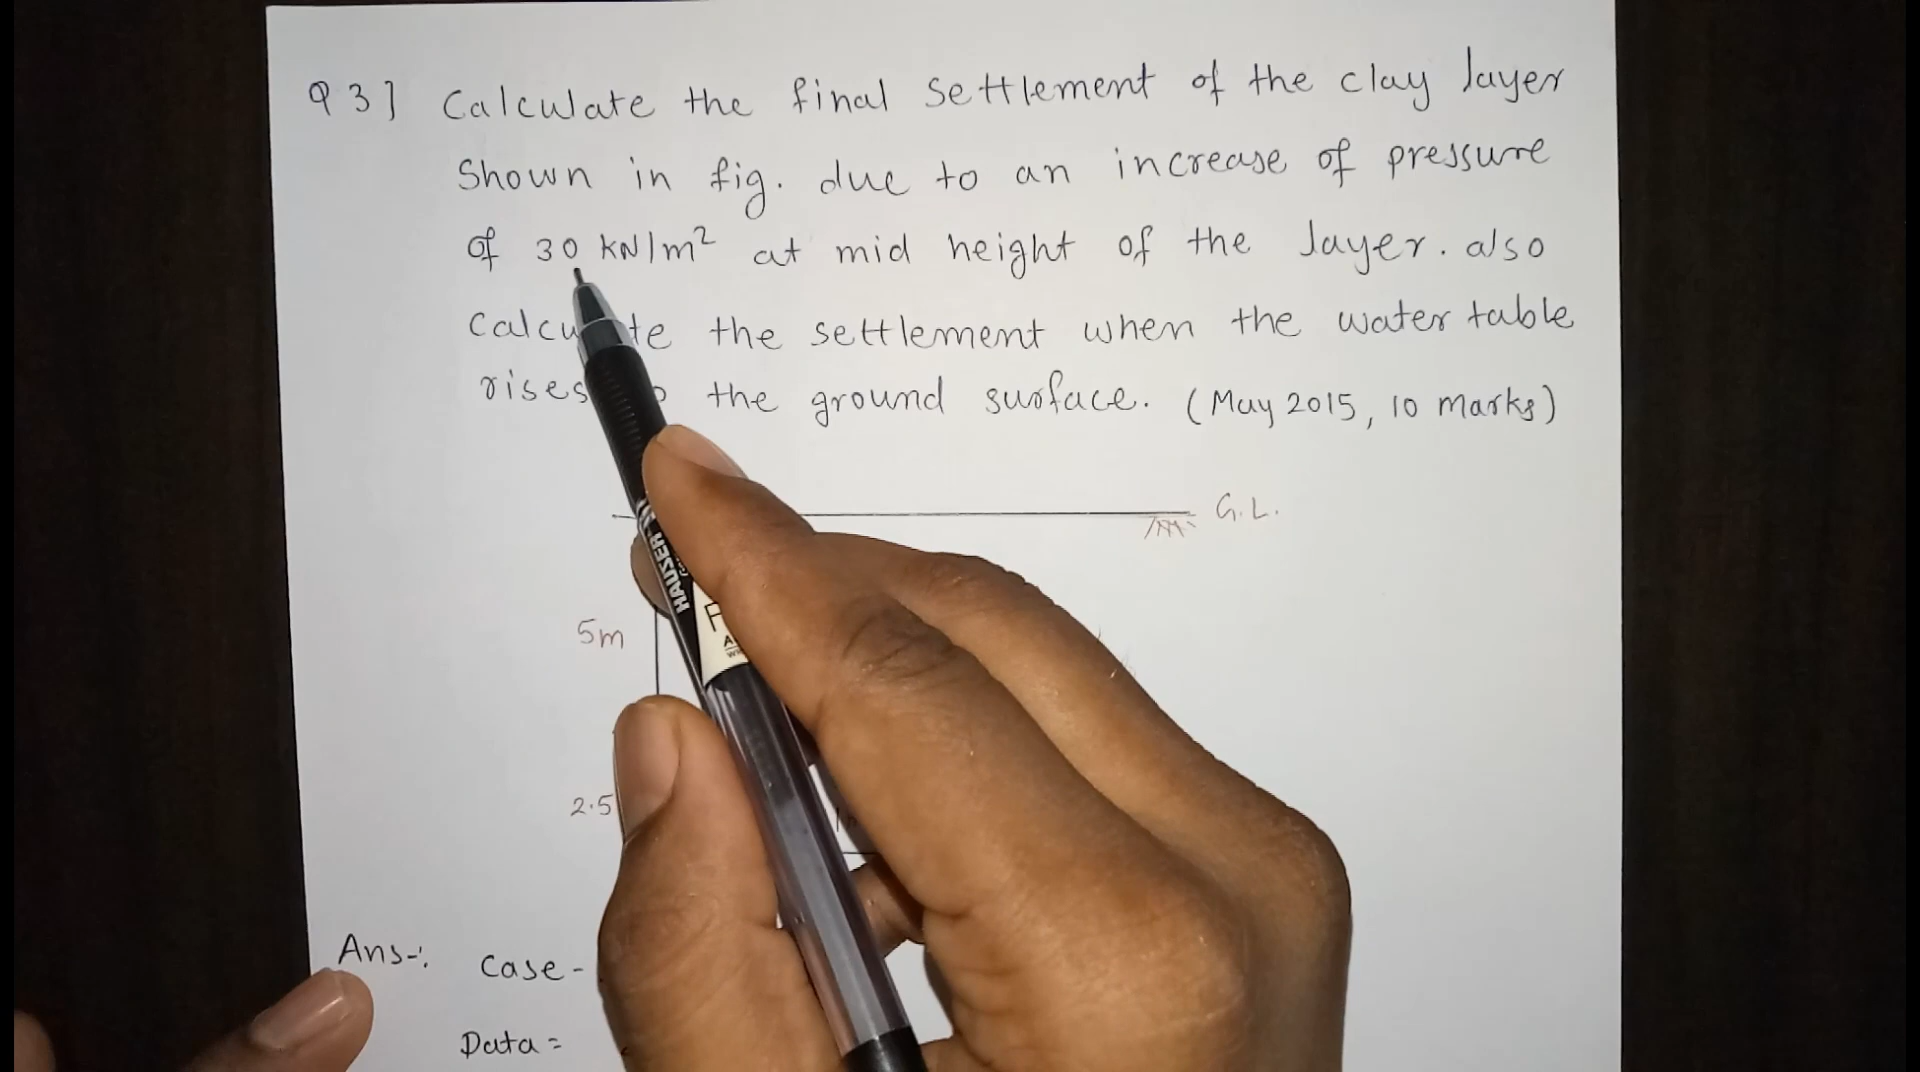 Q 3] Calculate the final settlement of the clay layer
Shown in fig. due to an increase of pressure
of 30 kN/m² at mid height of the layer. also
the settlement when the water table
rises the ground surface. (May 2015, 10 marks)
G.L.
HAUSER
5m
2.5
Ans-: Case-
Data =